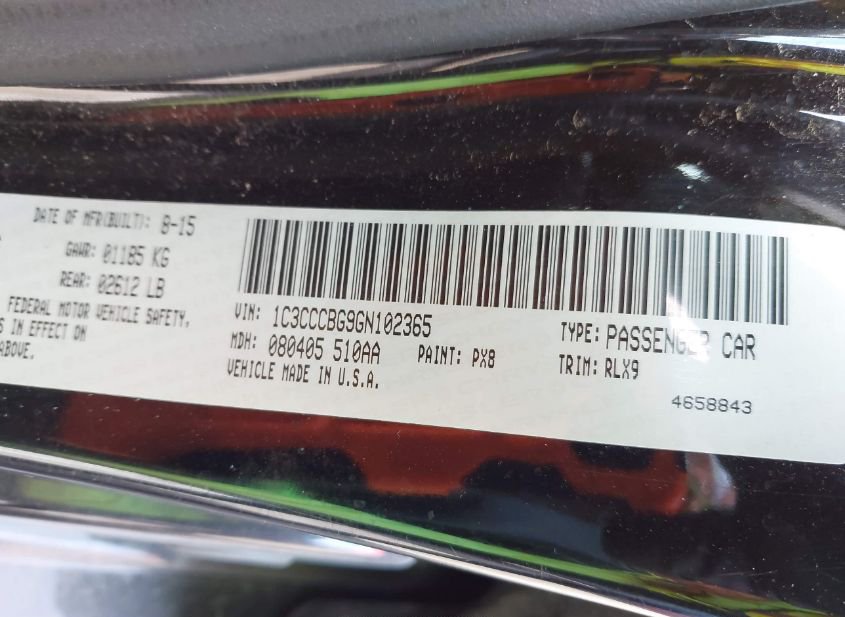 DATE OF MFR(BUILT): 8-15
GAWR: 01185 KG
REAR: 02612 LB
FEDERAL MOTOR VEHICLE SAFETY,
S IN EFFECT ON
ABOVE.
VIN: 1C3CCCBG9GN102365
TYPE: PASSENGER CAR
MDH: 080405 510AA
PAINT: PX8
TRIM: RLX9
VEHICLE MADE IN U.S.A.
4658843